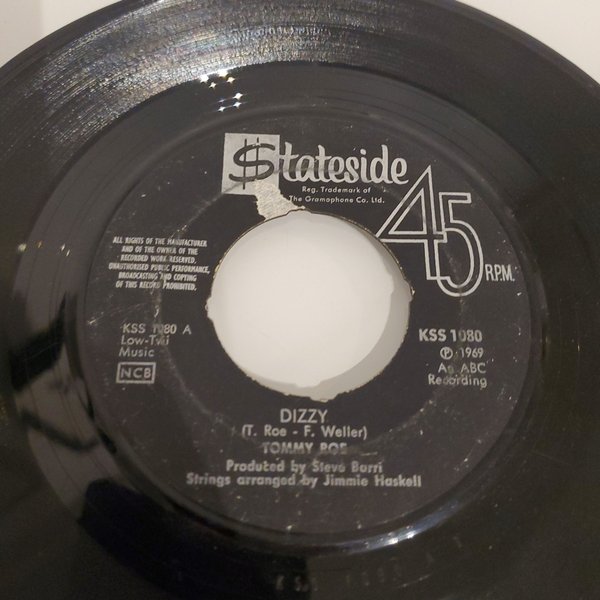 $tateside
Reg. Trademark of
The Gramophone Co. Ltd.
45 R.P.M.
ALL RIGHTS OF THE MANUFACTURER
AND OF THE OWNER OF THE
RECORDED WORK RESERVED.
UNAUTHORISED PUBLIC PERFORMANCE,
BROADCASTING AND COPYING
OF THIS RECORD PROHIBITED.
KSS 1080 A
Low-Twi
Music
NCB
KSS 1080
Ⓟ 1969
An ABC
Recording
DIZZY
(T. Roe - F. Weller)
TOMMY ROE
Produted by Steve Barri
Strings arranged by Jimmie Haskell